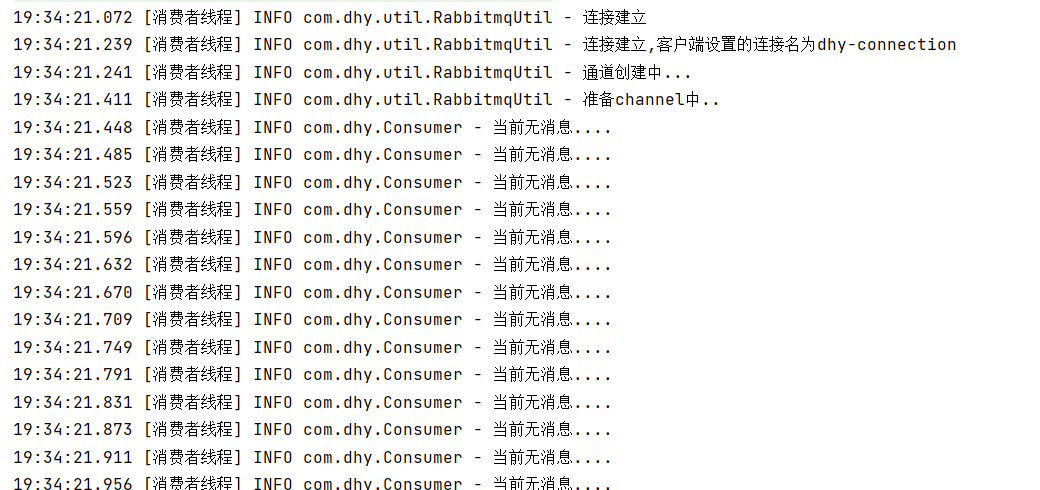 19:34:21.072 [消费者线程] INFO com.dhy.util.RabbitmqUtil - 连接建立
19:34:21.239 [消费者线程] INFO com.dhy.util.RabbitmqUtil - 连接建立,客户端设置的连接名为dhy-connection
19:34:21.241 [消费者线程] INFO com.dhy.util.RabbitmqUtil - 通道创建中...
19:34:21.411 [消费者线程] INFO com.dhy.util.RabbitmqUtil - 准备channel中..
19:34:21.448 [消费者线程] INFO com.dhy.Consumer - 当前无消息....
19:34:21.485 [消费者线程] INFO com.dhy.Consumer - 当前无消息....
19:34:21.523 [消费者线程] INFO com.dhy.Consumer - 当前无消息....
19:34:21.559 [消费者线程] INFO com.dhy.Consumer - 当前无消息....
19:34:21.596 [消费者线程] INFO com.dhy.Consumer - 当前无消息....
19:34:21.632 [消费者线程] INFO com.dhy.Consumer - 当前无消息....
19:34:21.670 [消费者线程] INFO com.dhy.Consumer - 当前无消息....
19:34:21.709 [消费者线程] INFO com.dhy.Consumer - 当前无消息....
19:34:21.749 [消费者线程] INFO com.dhy.Consumer - 当前无消息....
19:34:21.791 [消费者线程] INFO com.dhy.Consumer - 当前无消息....
19:34:21.831 [消费者线程] INFO com.dhy.Consumer - 当前无消息....
19:34:21.873 [消费者线程] INFO com.dhy.Consumer - 当前无消息....
19:34:21.911 [消费者线程] INFO com.dhy.Consumer - 当前无消息....
19:34:21.956 [消费者线程] INFO com.dhy.Consumer - 当前无消息....